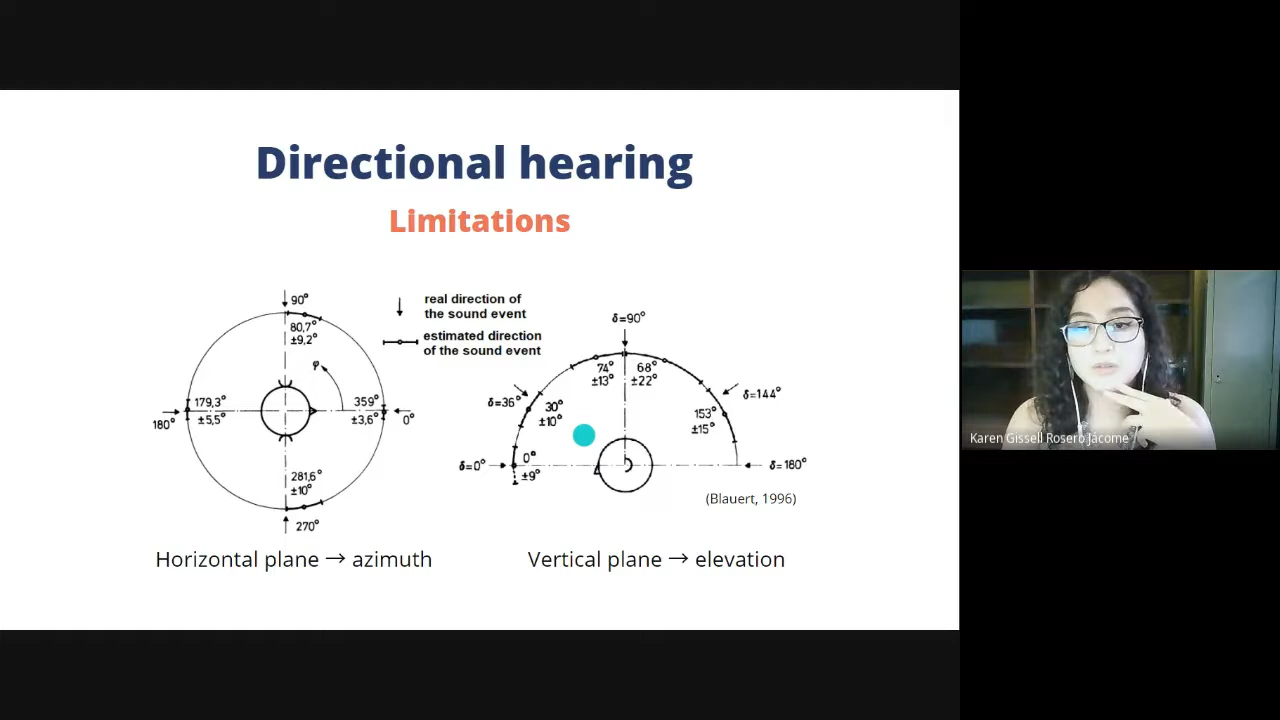 Directional hearing
Limitations
90°
80,7°
±9,2°
φ
179,3°
±5,5°
180°
359°
±3,6°
0°
281,6°
±10°
270°
real direction of
the sound event
estimated direction
of the sound event
δ=90°
74°
±13°
68°
±22°
δ=36°
30°
±10°
δ=144°
153°
±15°
δ=0°
0°
±9°
δ=180°
(Blauert, 1996)
Horizontal plane → azimuth
Vertical plane → elevation
Karen Gissell Rosero Jácome